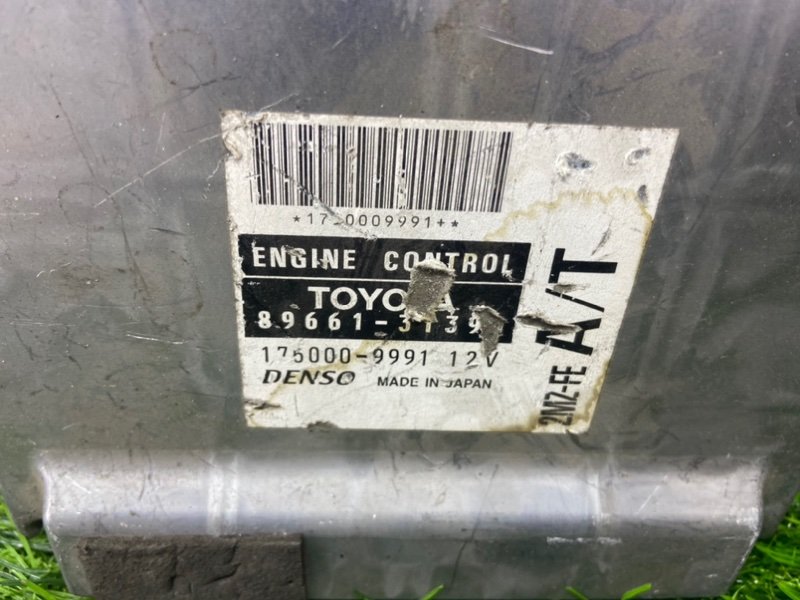 *17 0009991+*
ENGINE CONTROL
TOYOTA
175000-9991 12V
DENSO MADE IN JAPAN
2MZ-FE A/T